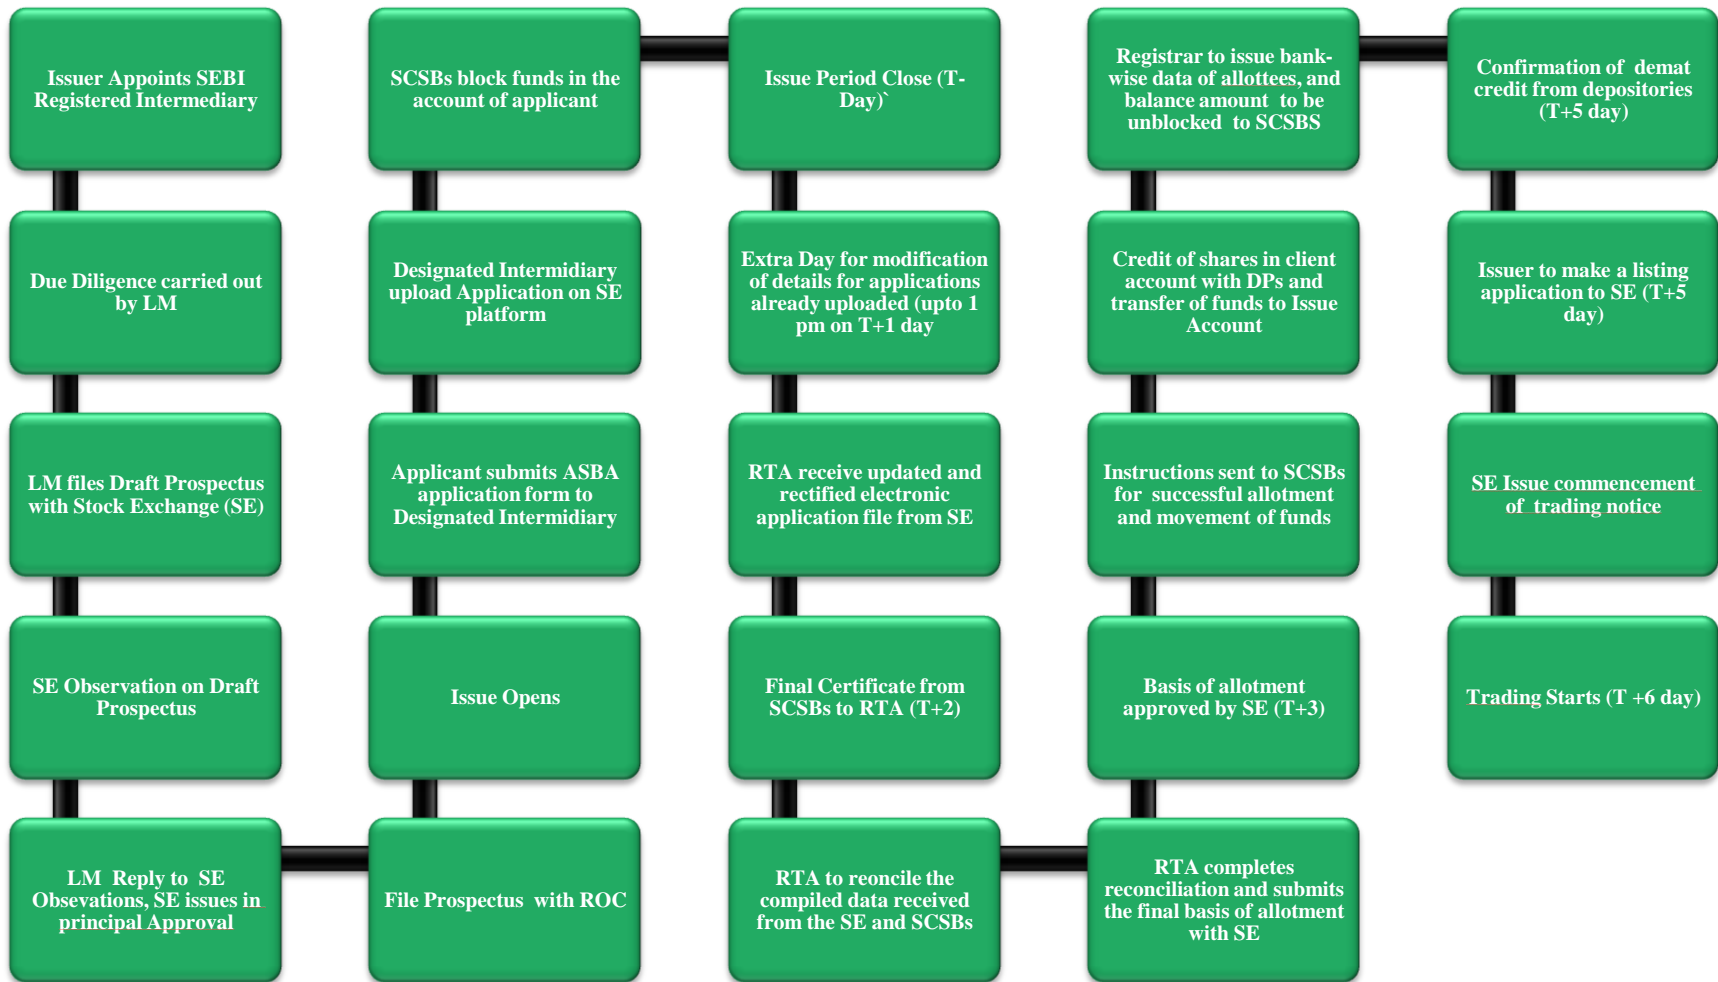 Issuer Appoints SEBI
Registered Intermediary
Due Diligence carried out
by LM
LM files Draft Prospectus
with Stock Exchange (SE)
SE Observation on Draft
Prospectus
LM Reply to SE
Obsevations, SE issues in
principal Approval
File Prospectus with ROC
Issue Opens
Applicant submits ASBA
application form to
Designated Intermidiary
Designated Intermidiary
upload Application on SE
platform
SCSBs block funds in the
account of applicant
Issue Period Close (T-
Day)`
Extra Day for modification
of details for applications
already uploaded (upto 1
pm on T+1 day
RTA receive updated and
rectified electronic
application file from SE
Final Certificate from
SCSBs to RTA (T+2)
RTA to reconcile the
compiled data received
from the SE and SCSBs
RTA completes
reconciliation and submits
the final basis of allotment
with SE
Basis of allotment
approved by SE (T+3)
Instructions sent to SCSBs
for successful allotment
and movement of funds
Credit of shares in client
account with DPs and
transfer of funds to Issue
Account
Registrar to issue bank-
wise data of allottees, and
balance amount to be
unblocked to SCSBS
Confirmation of demat
credit from depositories
(T+5 day)
Issuer to make a listing
application to SE (T+5
day)
SE Issue commencement
of trading notice
Trading Starts (T +6 day)